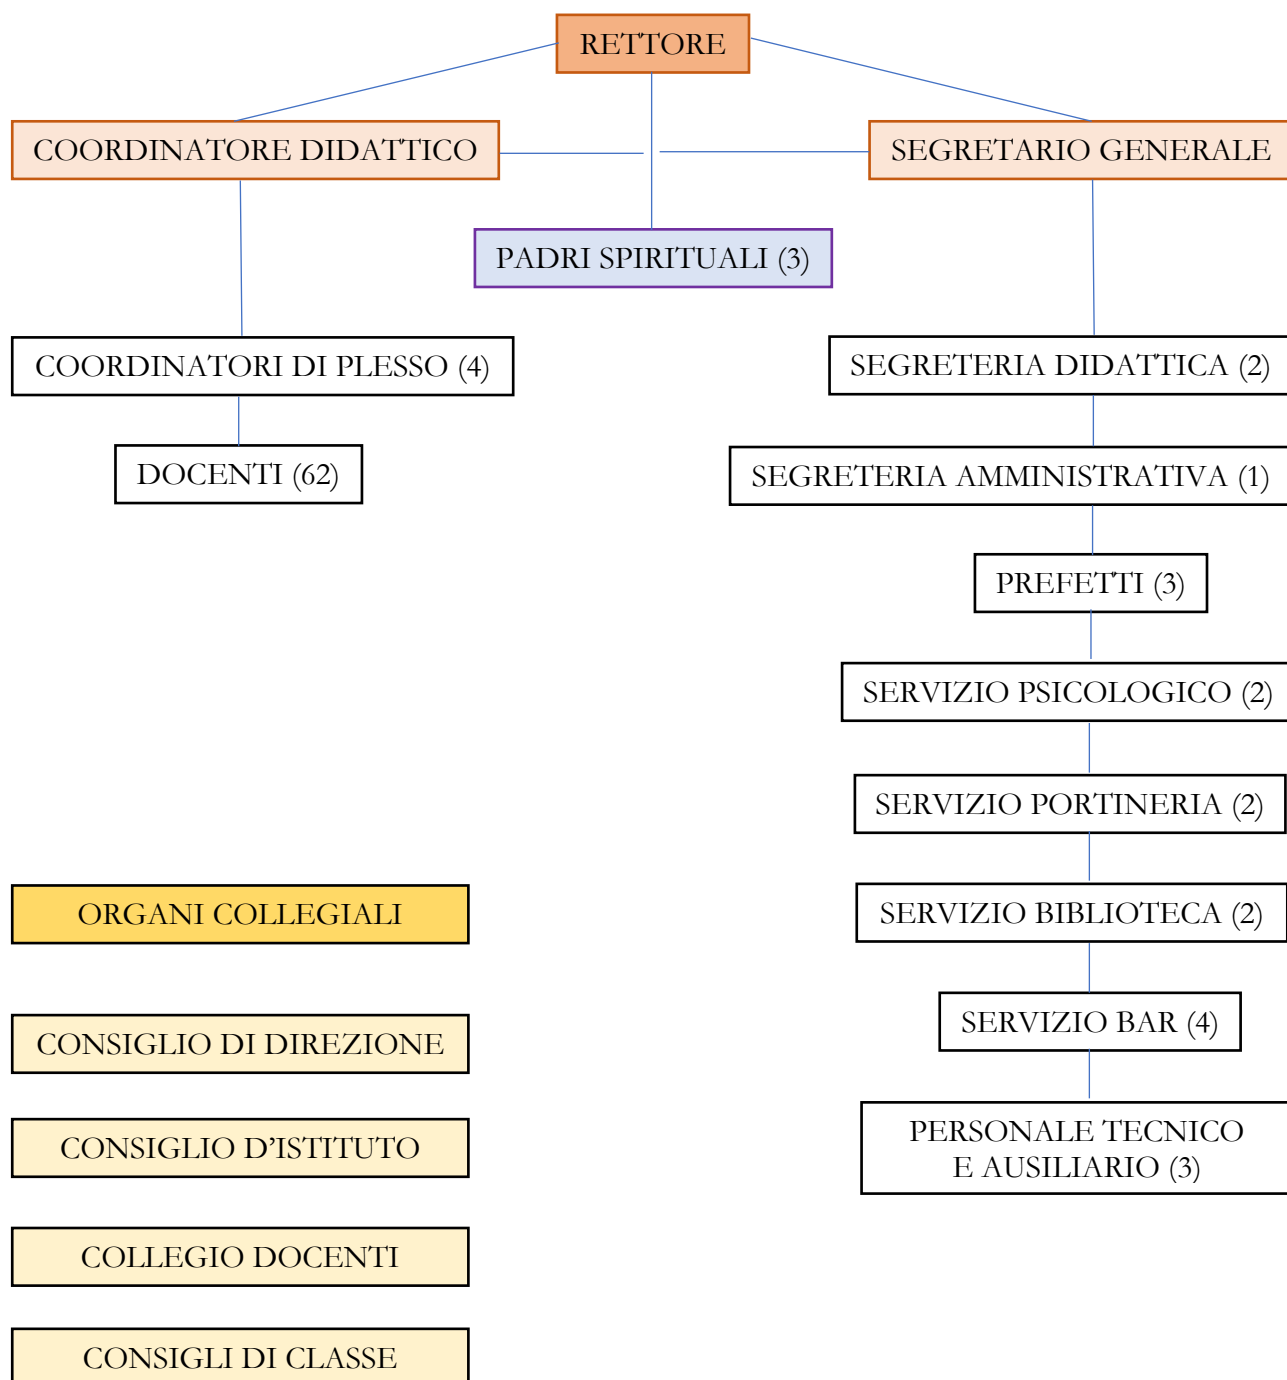 RETTORE
COORDINATORE DIDATTICO
SEGRETARIO GENERALE
PADRI SPIRITUALI (3)
COORDINATORI DI PLESSO (4)
SEGRETERIA DIDATTICA (2)
DOCENTI (62)
SEGRETERIA AMMINISTRATIVA (1)
PREFETTI (3)
SERVIZIO PSICOLOGICO (2)
SERVIZIO PORTINERIA (2)
ORGANI COLLEGIALI
SERVIZIO BIBLIOTECA (2)
CONSIGLIO DI DIREZIONE
SERVIZIO BAR (4)
CONSIGLIO D’ISTITUTO
PERSONALE TECNICO
E AUSILIARIO (3)
COLLEGIO DOCENTI
CONSIGLI DI CLASSE